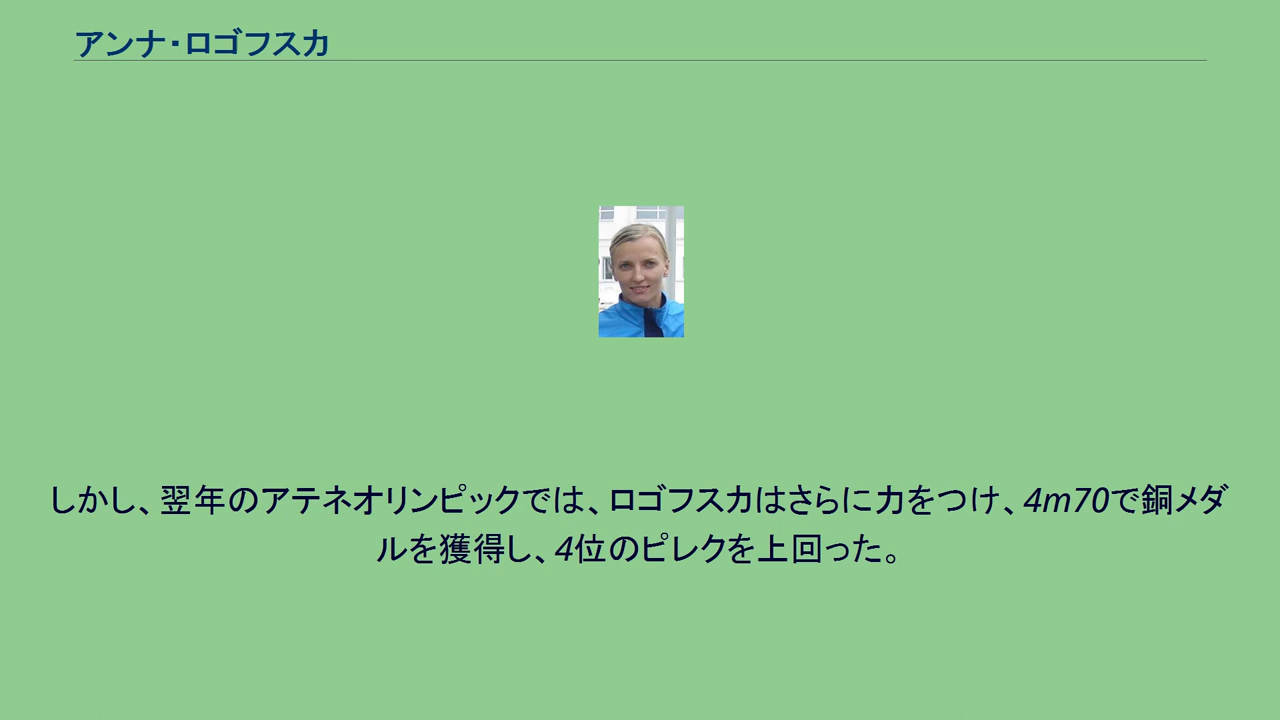 アンナ・ロゴフスカ
しかし、翌年のアテネオリンピックでは、ロゴフスカはさらに力をつけ、4m70で銅メダ
ルを獲得し、4位のピレクを上回った。